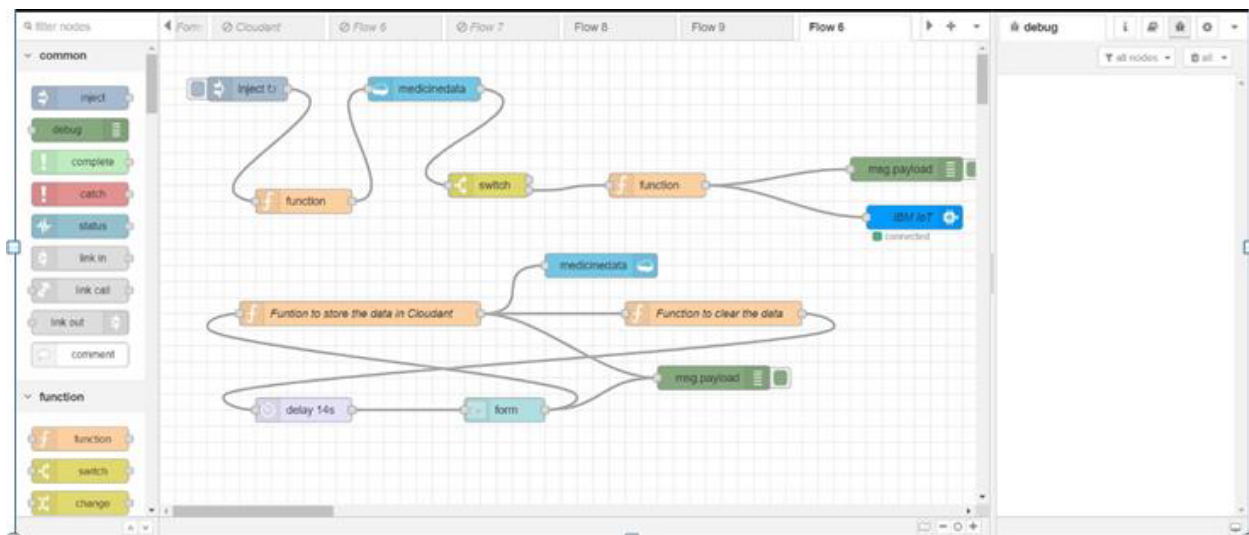 filter nodes
Form
Cloudant
Flow 6
Flow 7
Flow 8
Flow 9
Flow 6
debug
i
common
all nodes
all
inject
inject ↻
medicinedata
debug
complete
msg.payload
catch
switch
function
function
status
IBM IoT
connected
link in
medicinedata
link call
Funtion to store the data in Cloudant
Function to clear the data
link out
comment
msg.payload
function
delay 14s
form
function
switch
change